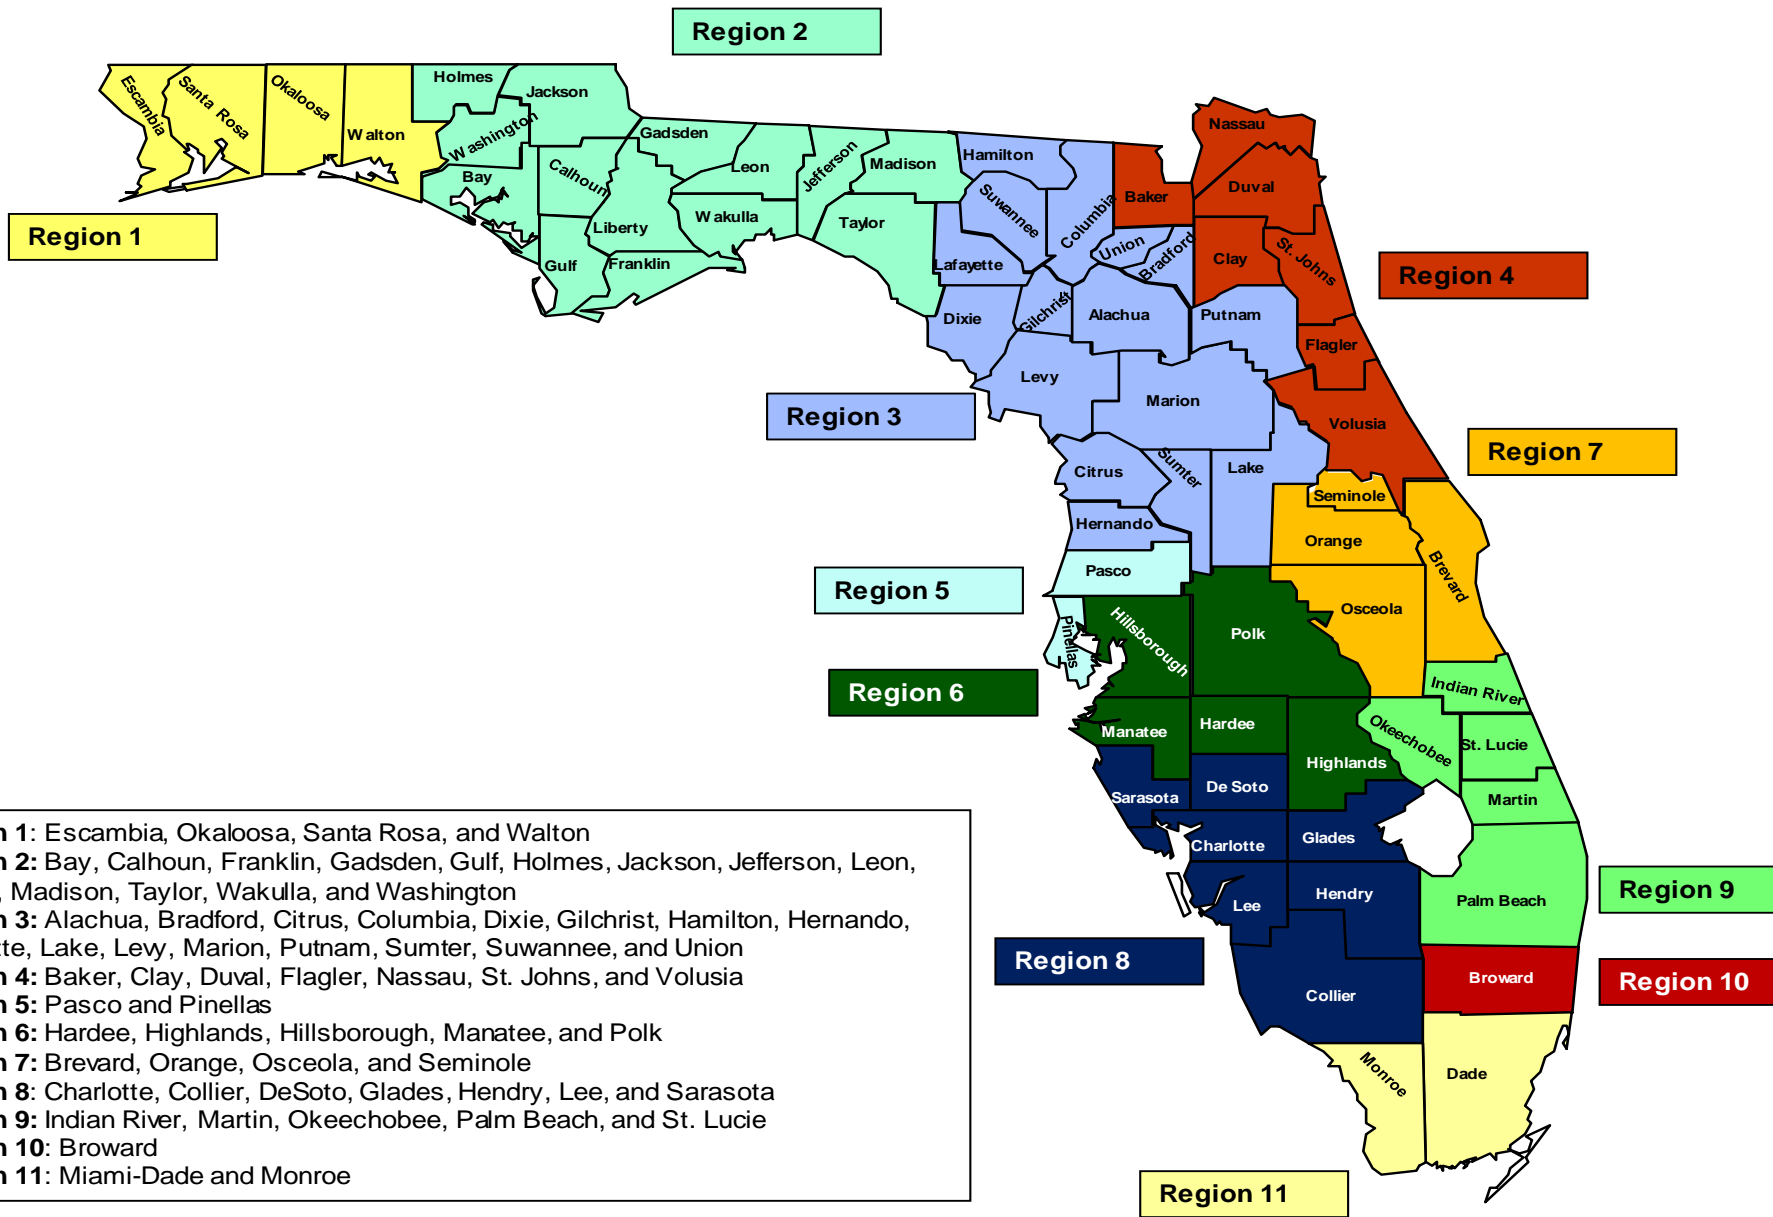 Region 2
Holmes
Jackson
Escambia
Santa Rosa
Okaloosa
Walton
Washington
Gadsden
Nassau
Leon
Jefferson
Madison
Hamilton
Bay
Calhoun
Suwannee
Columbia
Baker
Duval
Region 1
Liberty
Wakulla
Taylor
Union
Bradford
Clay
St. Johns
Gulf
Franklin
Lafayette
Region 4
Dixie
Gilchrist
Alachua
Putnam
Flagler
Levy
Marion
Region 3
Volusia
Region 7
Citrus
Sumter
Lake
Seminole
Hernando
Orange
Brevard
Pasco
Region 5
Osceola
Pinellas
Hillsborough
Polk
Region 6
Indian River
Manatee
Hardee
Okeechobee
St. Lucie
Highlands
Sarasota
De Soto
Martin
Charlotte
Glades
Lee
Hendry
Palm Beach
Region 9
Region 8
Collier
Broward
Region 10
Monroe
Dade
Region 11
n 1: Escambia, Okaloosa, Santa Rosa, and Walton
n 2: Bay, Calhoun, Franklin, Gadsden, Gulf, Holmes, Jackson, Jefferson, Leon,
, Madison, Taylor, Wakulla, and Washington
n 3: Alachua, Bradford, Citrus, Columbia, Dixie, Gilchrist, Hamilton, Hernando,
tte, Lake, Levy, Marion, Putnam, Sumter, Suwannee, and Union
n 4: Baker, Clay, Duval, Flagler, Nassau, St. Johns, and Volusia
n 5: Pasco and Pinellas
n 6: Hardee, Highlands, Hillsborough, Manatee, and Polk
n 7: Brevard, Orange, Osceola, and Seminole
n 8: Charlotte, Collier, DeSoto, Glades, Hendry, Lee, and Sarasota
n 9: Indian River, Martin, Okeechobee, Palm Beach, and St. Lucie
n 10: Broward
n 11: Miami-Dade and Monroe